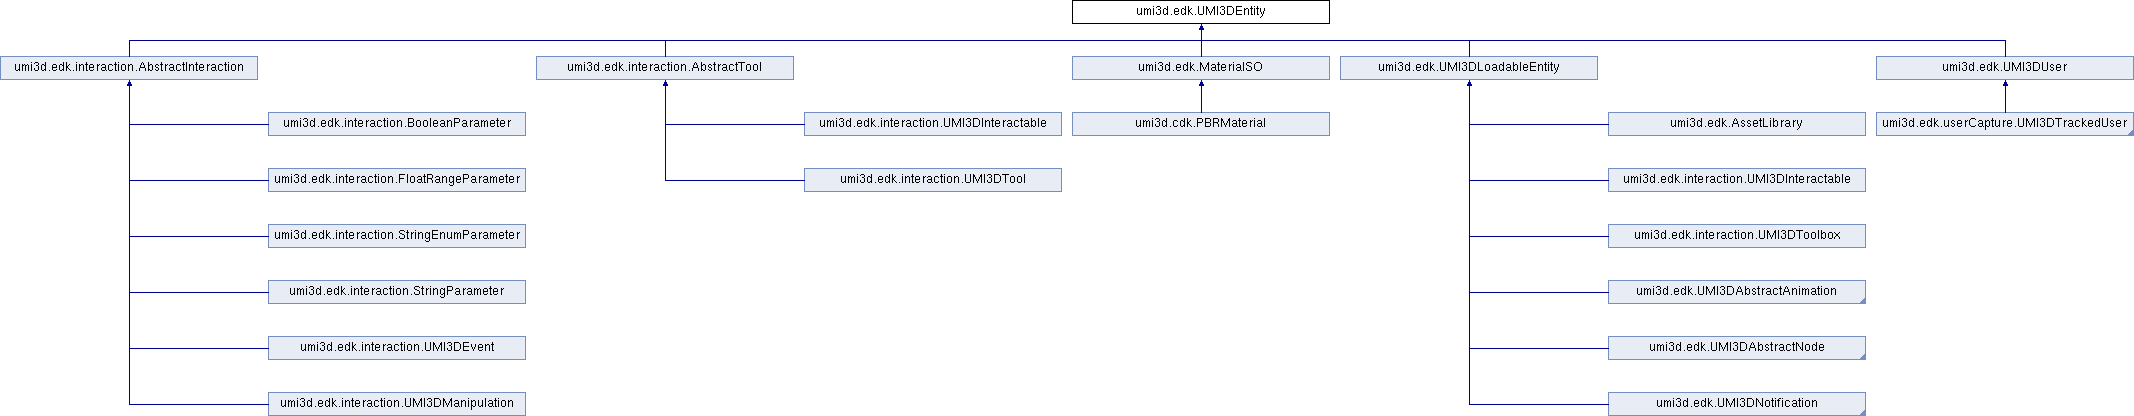 umi3d.edk.UMI3DEntity
umi3d.edk.interaction.AbstractInteraction
umi3d.edk.interaction.AbstractTool
umi3d.edk.MaterialSO
umi3d.edk.UMI3DLoadableEntity
umi3d.edk.UMI3DUser
umi3d.edk.interaction.BooleanParameter
umi3d.edk.interaction.UMI3DInteractable
umi3d.cdk.PBRMaterial
umi3d.edk.AssetLibrary
umi3d.edk.userCapture.UMI3DTrackedUser
umi3d.edk.interaction.FloatRangeParameter
umi3d.edk.interaction.UMI3DTool
umi3d.edk.interaction.UMI3DInteractable
umi3d.edk.interaction.StringEnumParameter
umi3d.edk.interaction.UMI3DToolbox
umi3d.edk.interaction.StringParameter
umi3d.edk.UMI3DAbstractAnimation
umi3d.edk.interaction.UMI3DEvent
umi3d.edk.UMI3DAbstractNode
umi3d.edk.interaction.UMI3DManipulation
umi3d.edk.UMI3DNotification